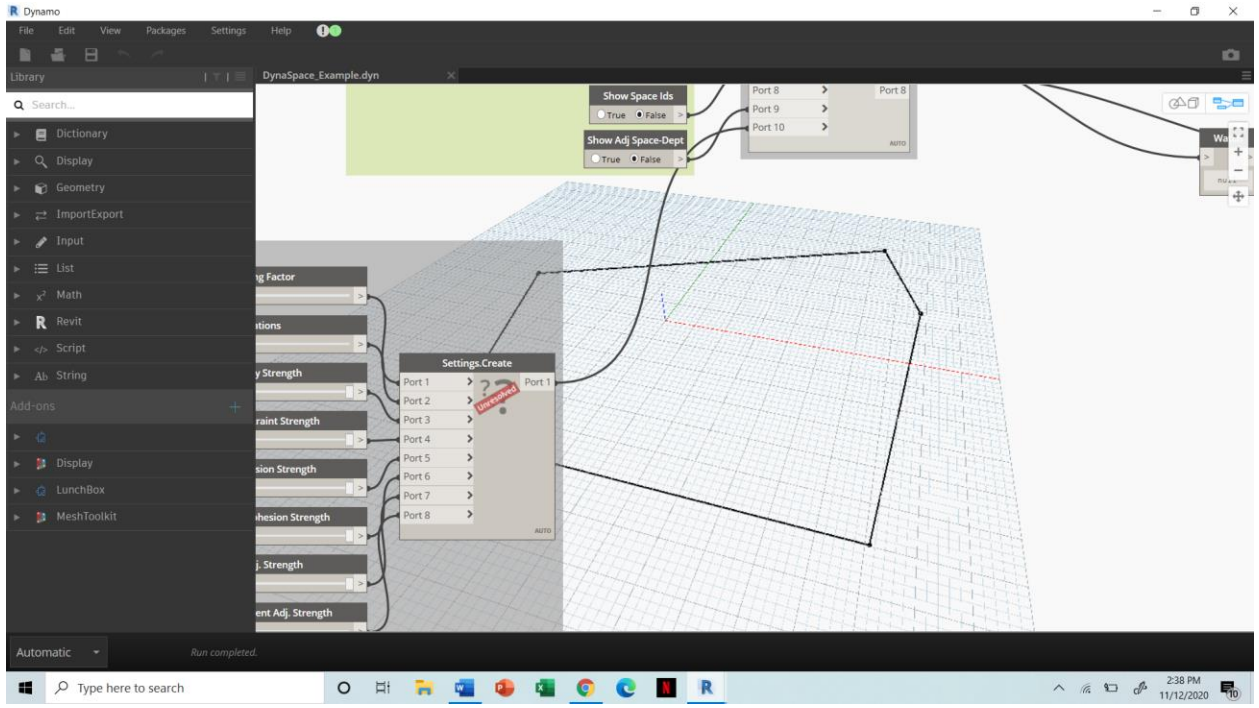 Dynamo
File Edit View Packages Settings Help
Library
DynaSpace_Example.dyn
Search...
Dictionary
Display
Geometry
ImportExport
Input
List
Math
Revit
Script
String
Add-ons
Display
LunchBox
MeshToolkit
Show Space Ids
True False >
Show Adj Space-Dept
True False >
Port 8 > Port 8
Port 9 >
Port 10 >
AUTO
Wa
null
ng Factor
ations
y Strength
raint Strength
sion Strength
hesion Strength
j. Strength
ent Adj. Strength
Settings.Create
Port 1 > Port 1
Port 2 >
Port 3 >
Port 4 >
Port 5 >
Port 6 >
Port 7 >
Port 8 >
??
?
Unresolved
AUTO
Automatic Run completed.
Type here to search
2:38 PM
11/12/2020
10